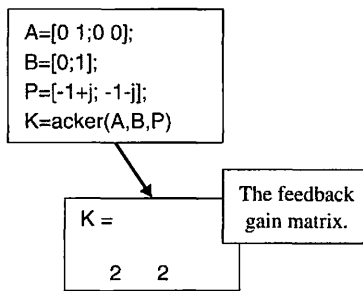 A=[0 1;0 0];
B=[0;1];
P=[-1+j; -1-j];
K=acker(A,B,P)
The feedback
gain matrix.
K =
2 2